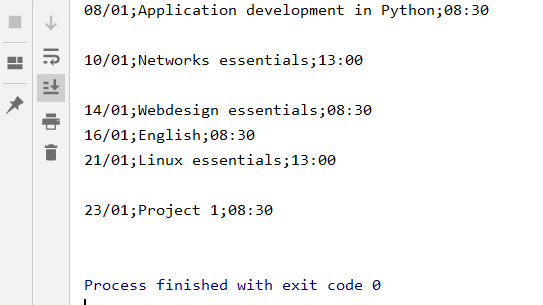 08/01;Application development in Python;08:30
10/01;Networks essentials;13:00
14/01;Webdesign essentials;08:30
16/01;English;08:30
21/01;Linux essentials;13:00
23/01;Project 1;08:30
Process finished with exit code 0